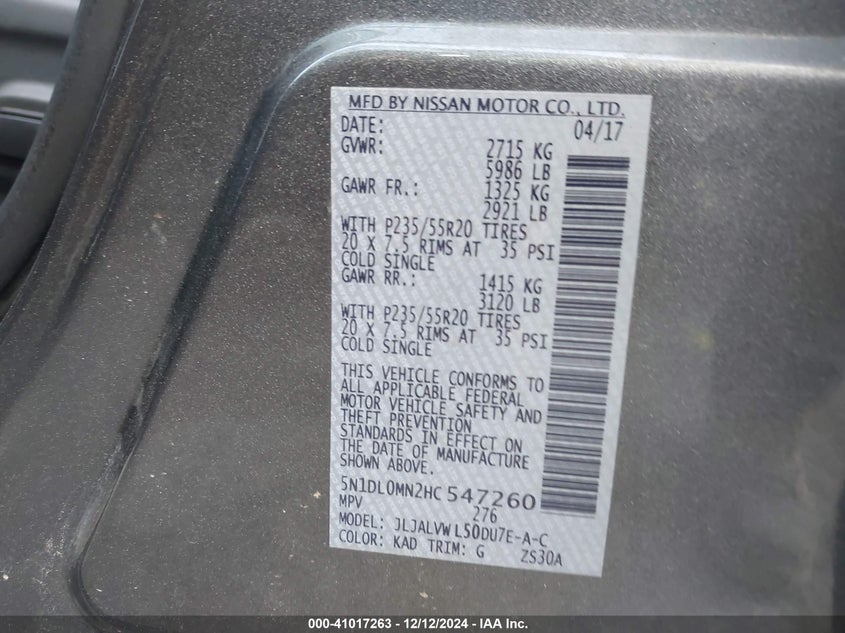 MFD BY NISSAN MOTOR CO., LTD.
DATE: 04/17
GVWR: 2715 KG
5986 LB
GAWR FR.: 1325 KG
2921 LB
WITH P235/55R20 TIRES
20 X 7.5 RIMS AT 35 PSI
COLD SINGLE
GAWR RR.: 1415 KG
3120 LB
WITH P235/55R20 TIRES
20 X 7.5 RIMS AT 35 PSI
COLD SINGLE
THIS VEHICLE CONFORMS TO
ALL APPLICABLE FEDERAL
MOTOR VEHICLE SAFETY AND
THEFT PREVENTION
STANDARDS IN EFFECT ON
THE DATE OF MANUFACTURE
SHOWN ABOVE.
5N1DL0MN2HC547260
MPV 276
MODEL: JLJALVWL50DU7E-A-C
COLOR: KAD TRIM: G ZS30A
000-41017263 - 12/12/2024 - IAA Inc.